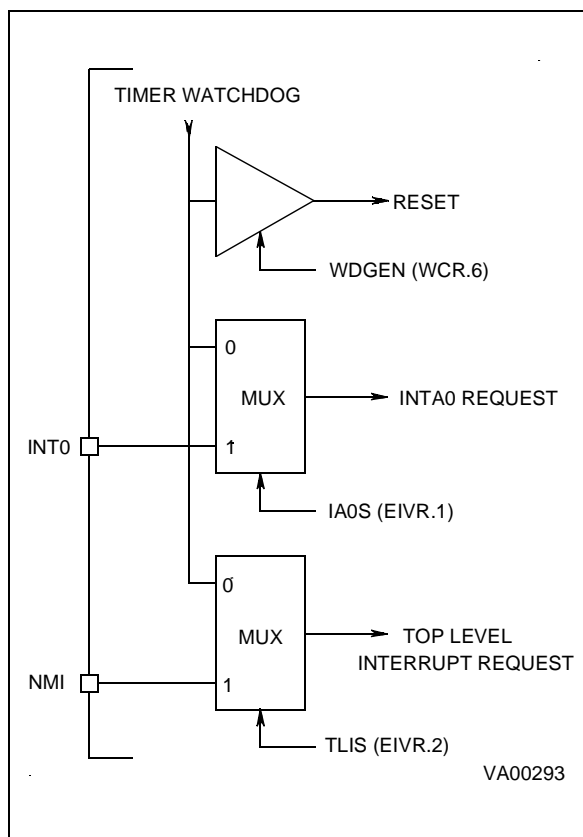 TIMER WATCHDOG
RESET
WDGEN (WCR.6)
0
MUX
INTA0 REQUEST
INT0
1
IA0S (EIVR.1)
0
MUX
TOP LEVEL
INTERRUPT REQUEST
NMI
1
TLIS (EIVR.2)
VA00293